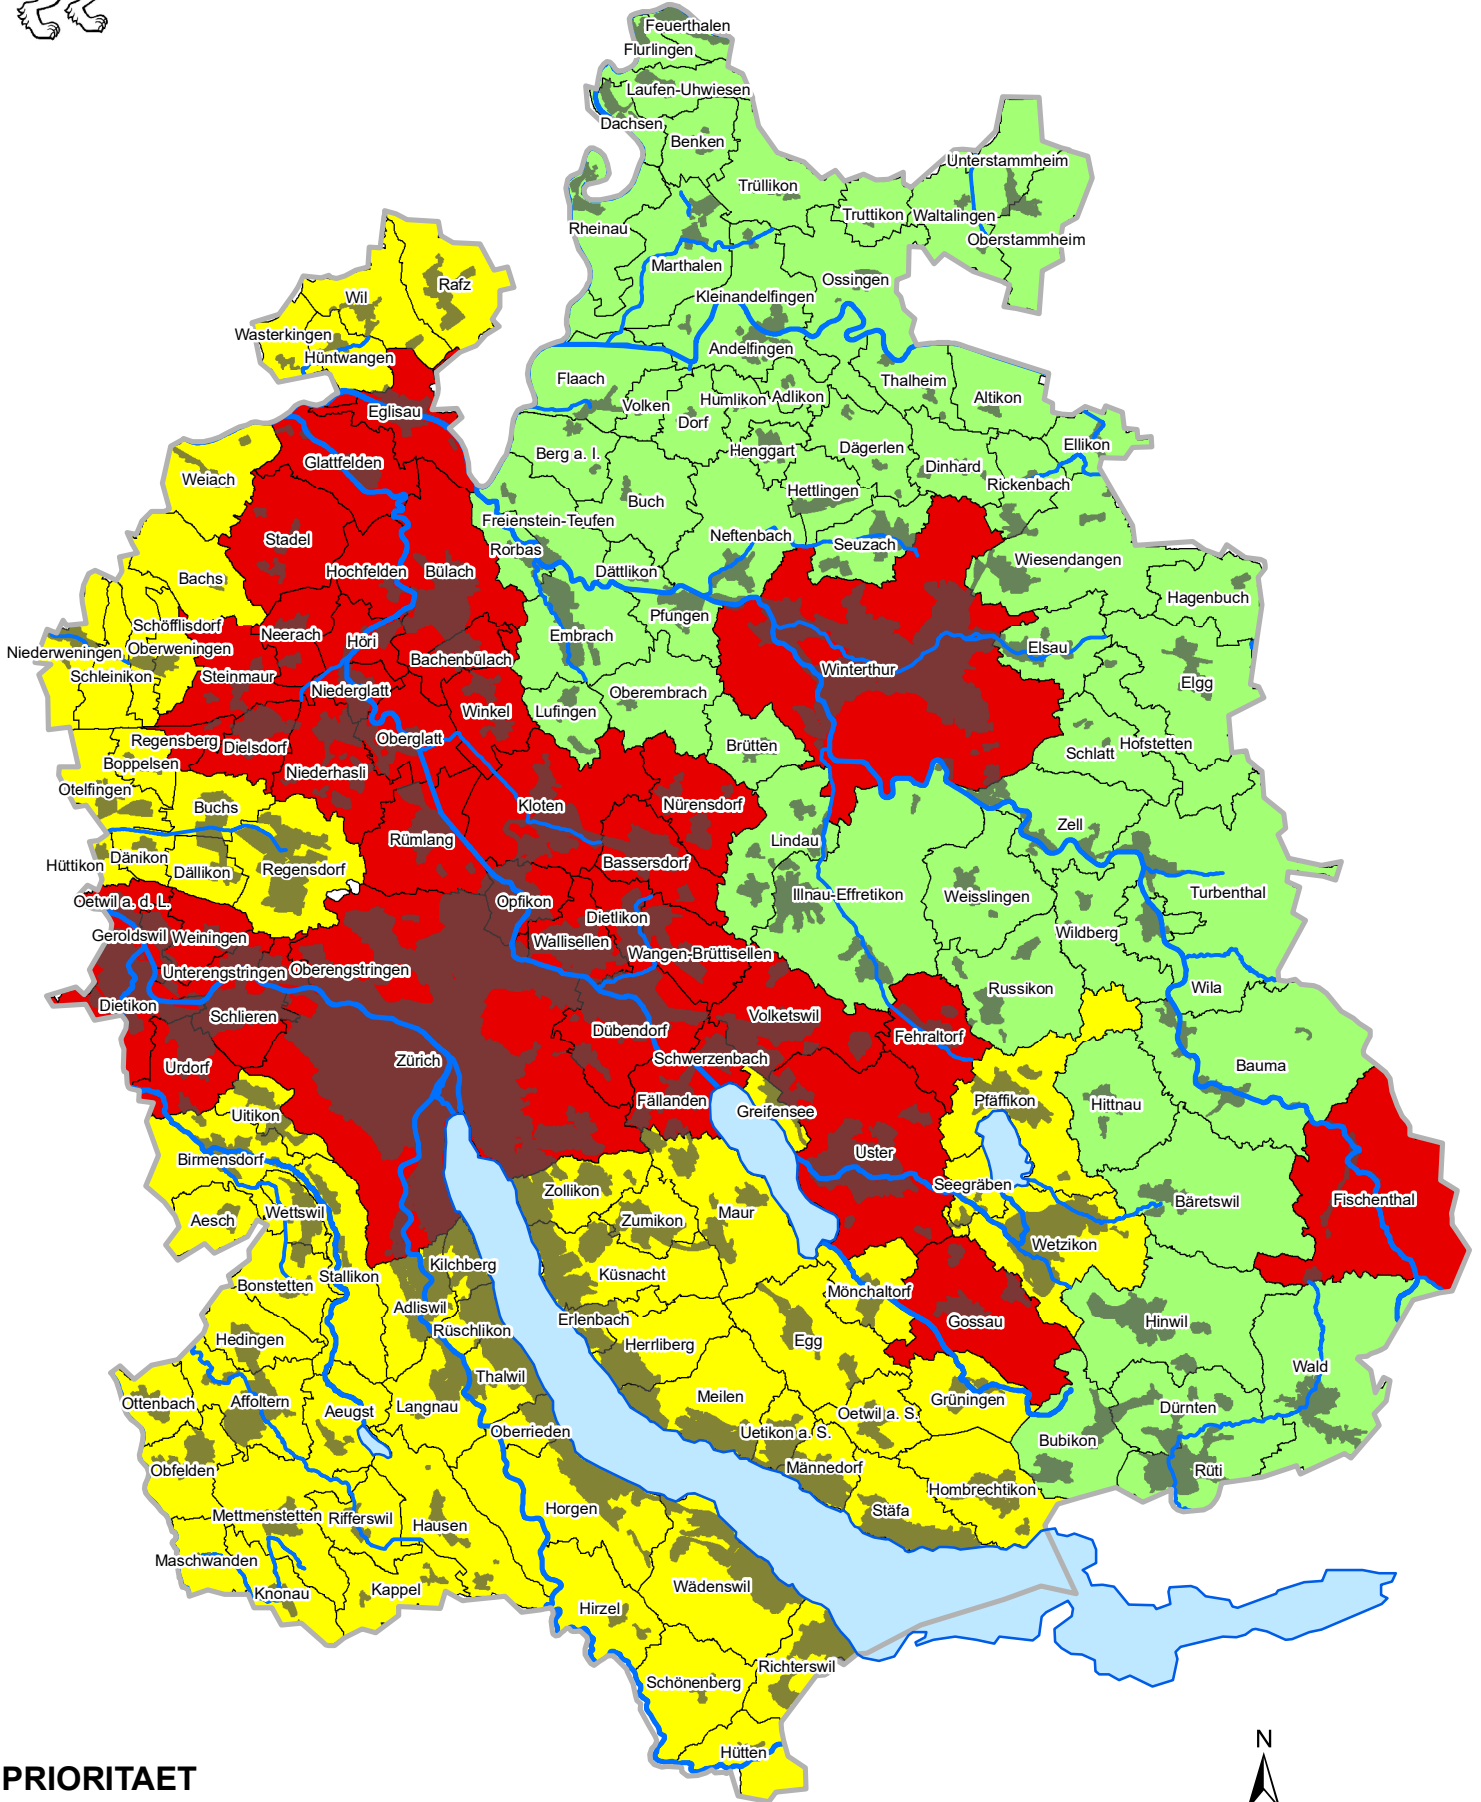 Feuerthalen
Flurlingen
Laufen-Uhwiesen
Dachsen
Benken
Unterstammheim
Trüllikon
Truttikon
Waltalingen
Rheinau
Oberstammheim
Marthalen
Ossingen
Rafz
Wil
Kleinandelfingen
Wasterkingen
Hüntwangen
Andelfingen
Flaach
Thalheim
Humlikon
Adlikon
Altikon
Volken
Eglisau
Dorf
Ellikon
Dägerlen
Henggart
Berg a. I.
Glattfelden
Dinhard
Weiach
Rickenbach
Hettlingen
Buch
Freienstein-Teufen
Neftenbach
Stadel
Seuzach
Rorbas
Wiesendangen
Hochfelden
Bülach
Dättlikon
Bachs
Hagenbuch
Pfungen
Schöfflisdorf
Neerach
Embrach
Höri
Elsau
Oberweningen
Niederweningen
Bachenbülach
Winterthur
Schleinikon
Steinmaur
Elgg
Niederglatt
Oberembrach
Winkel
Lufingen
Oberglatt
Regensberg
Dielsdorf
Brütten
Hofstetten
Schlatt
Boppelsen
Niederhasli
Otelfingen
Buchs
Kloten
Nürensdorf
Zell
Rümlang
Lindau
Dänikon
Hüttikon
Dällikon
Regensdorf
Bassersdorf
Turbenthal
Illnau-Effretikon
Weisslingen
Oetwil a. d. L.
Opfikon
Dietlikon
Wildberg
Geroldswil
Weiningen
Wallisellen
Wangen-Brüttisellen
Unterengstringen
Oberengstringen
Wila
Russikon
Dietikon
Schlieren
Volketswil
Dübendorf
Fehraltorf
Zürich
Schwerzenbach
Urdorf
Bauma
Fällanden
Pfäffikon
Hittnau
Greifensee
Uitikon
Uster
Birmensdorf
Seegräben
Zollikon
Fischenthal
Bäretswil
Wettswil
Maur
Aesch
Zumikon
Wetzikon
Kilchberg
Küsnacht
Stallikon
Bonstetten
Mönchaltorf
Adliswil
Erlenbach
Gossau
Hinwil
Rüschlikon
Hedingen
Egg
Herrliberg
Wald
Thalwil
Meilen
Grüningen
Ottenbach
Affoltern
Langnau
Dürnten
Aeugst
Oetwil a. S.
Oberrieden
Uetikon a. S.
Bubikon
Männedorf
Obfelden
Rüti
Hombrechtikon
Horgen
Stäfa
Mettmenstetten
Rifferswil
Hausen
Maschwanden
Wädenswil
Kappel
Knonau
Hirzel
Richterswil
Schönenberg
N
Hütten
PRIORITAET